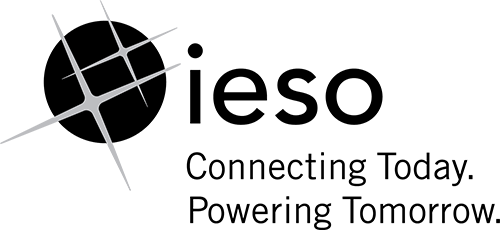 ieso
Connecting Today.
Powering Tomorrow.